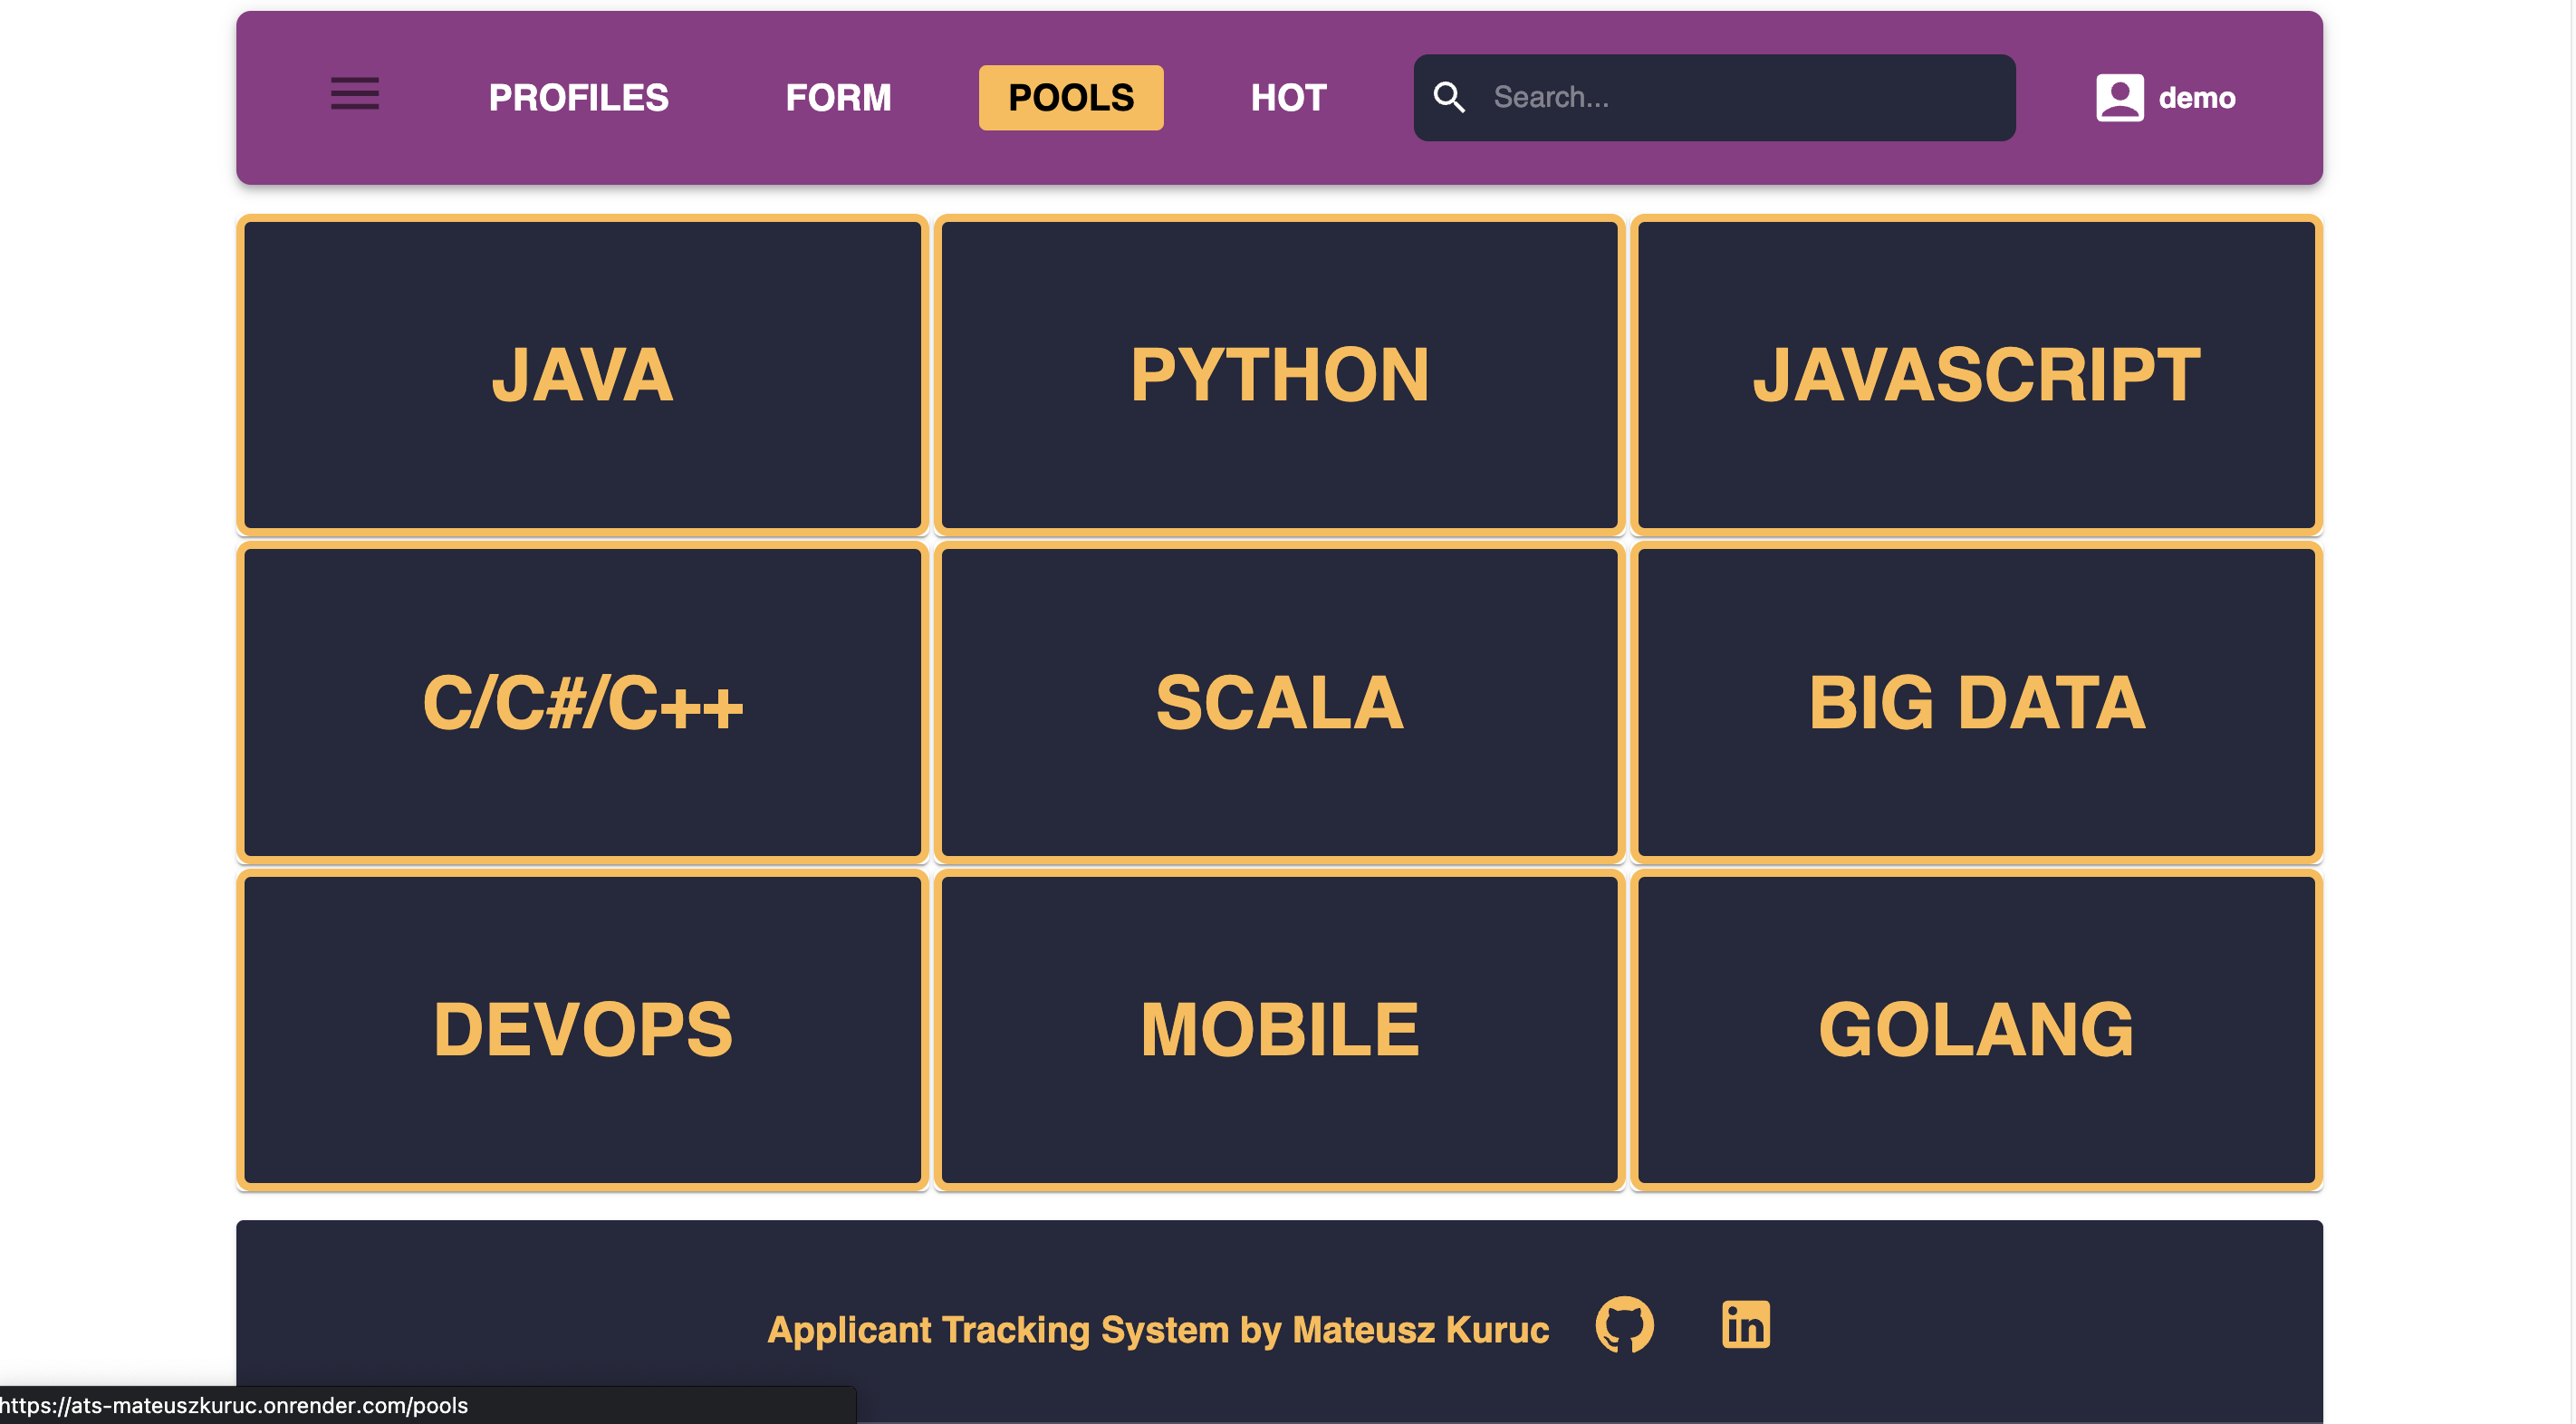 PROFILES FORM POOLS HOT Search... demo
JAVA PYTHON JAVASCRIPT
C/C#/C++ SCALA BIG DATA
DEVOPS MOBILE GOLANG
Applicant Tracking System by Mateusz Kuruc in
https://ats-mateuszkuruc.onrender.com/pools